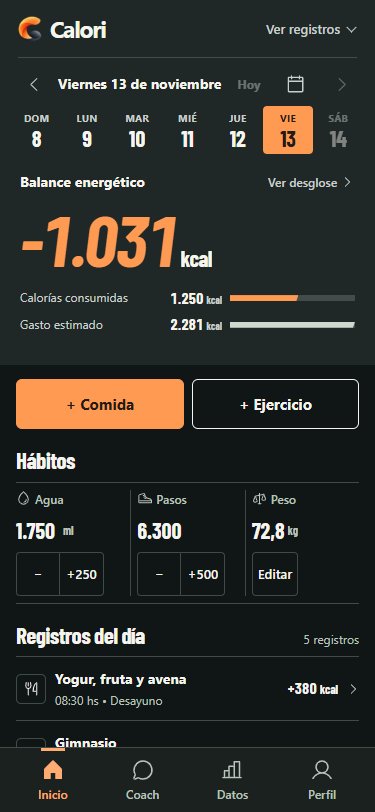 Calori
Ver registros
Viernes 13 de noviembre Hoy
DOM LUN MAR MIÉ JUE VIE SÁB
8 9 10 11 12 13 14
Balance energético
Ver desglose
-1.031 kcal
Calorías consumidas 1.250 kcal
Gasto estimado 2.281 kcal
+ Comida
+ Ejercicio
Hábitos
Agua Pasos Peso
1.750 ml 6.300 72,8 kg
− +250 − +500 Editar
Registros del día
5 registros
Yogur, fruta y avena
08:30 hs • Desayuno
+380 kcal
Gimnasio
Inicio Coach Datos Perfil